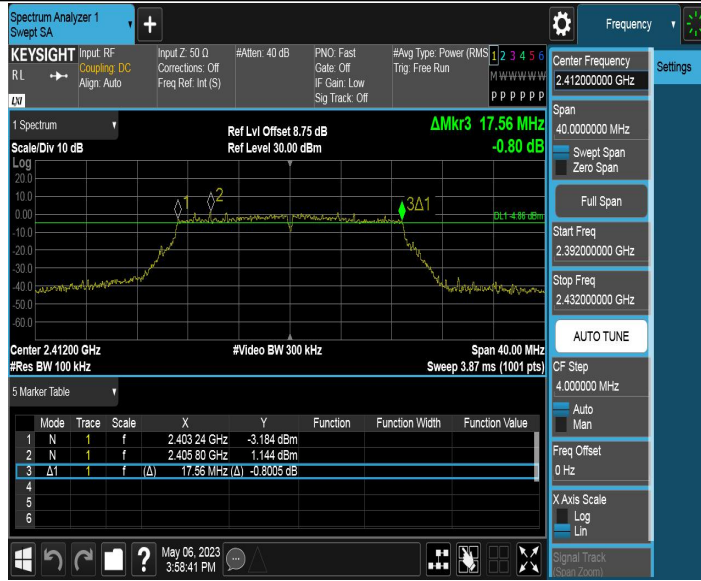 Spectrum Analyzer 1
Swept SA
+
Frequency
KEYSIGHT
Input: RF
Input Z: 50 Ω
#Atten: 40 dB
PNO: Fast
#Avg Type: Power (RMS
1 2 3 4 5 6
RL
Coupling: DC
Corrections: Off
Gate: Off
Trig: Free Run
M W W W W W
Align: Auto
Freq Ref: Int (S)
IF Gain: Low
LXI
Sig Track: Off
P P P P P P
1 Spectrum
Ref Lvl Offset 8.75 dB
ΔMkr3 17.56 MHz
Scale/Div 10 dB
Ref Level 30.00 dBm
-0.80 dB
Log
20.0
10.0
0.00
-10.0
-20.0
-30.0
-40.0
-50.0
-60.0
1
2
3Δ1
DL1 -4.86 dBm
Center 2.41200 GHz
#Video BW 300 kHz
Span 40.00 MHz
#Res BW 100 kHz
Sweep 3.87 ms (1001 pts)
5 Marker Table
Mode Trace Scale X Y Function Function Width Function Value
1 N 1 f 2.403 24 GHz -3.184 dBm
2 N 1 f 2.405 80 GHz 1.144 dBm
3 Δ1 1 f (Δ) 17.56 MHz (Δ) -0.8005 dB
4
5
6
May 06, 2023
3:58:41 PM
?
Center Frequency
2.412000000 GHz
Settings
Span
40.0000000 MHz
Swept Span
Zero Span
Full Span
Start Freq
2.392000000 GHz
Stop Freq
2.432000000 GHz
AUTO TUNE
CF Step
4.000000 MHz
Auto
Man
Freq Offset
0 Hz
X Axis Scale
Log
Lin
Signal Track
(Span Zoom)